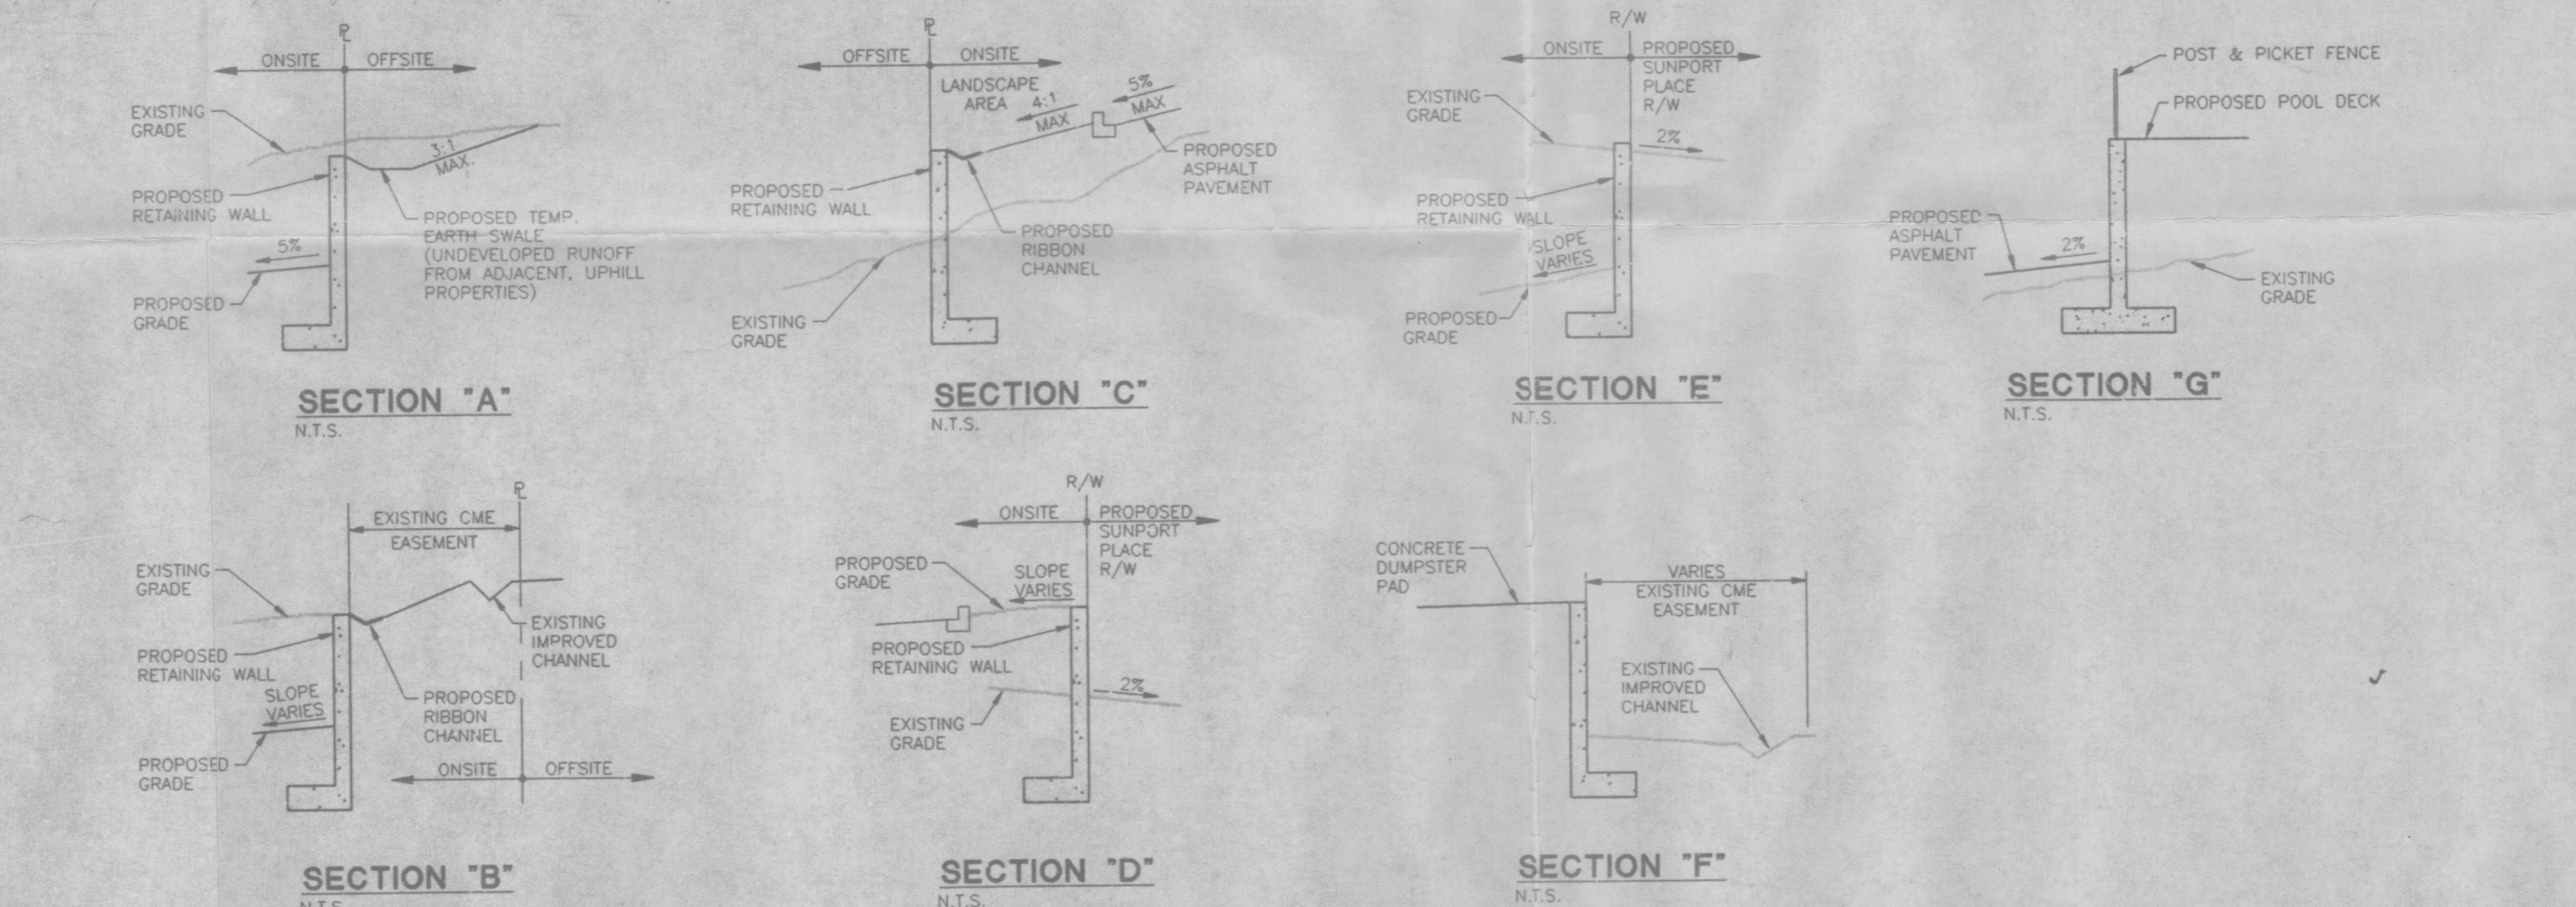 PL
ONSITE
OFFSITE
EXISTING
GRADE
3:1
MAX.
PROPOSED
RETAINING WALL
PROPOSED TEMP.
EARTH SWALE
(UNDEVELOPED RUNOFF
FROM ADJACENT, UPHILL
PROPERTIES)
5%
PROPOSED
GRADE
SECTION "A"
N.T.S.
PL
OFFSITE
ONSITE
LANDSCAPE
AREA
4:1
MAX
5%
MAX
PROPOSED
ASPHALT
PAVEMENT
PROPOSED
RETAINING WALL
PROPOSED
RIBBON
CHANNEL
EXISTING
GRADE
SECTION "C"
N.T.S.
R/W
ONSITE
PROPOSED
SUNPORT
PLACE
R/W
EXISTING
GRADE
2%
PROPOSED
RETAINING WALL
SLOPE
VARIES
PROPOSED
GRADE
SECTION "E"
N.T.S.
POST & PICKET FENCE
PROPOSED POOL DECK
PROPOSED
ASPHALT
PAVEMENT
2%
EXISTING
GRADE
SECTION "G"
N.T.S.
PL
EXISTING CME
EASEMENT
EXISTING
GRADE
EXISTING
IMPROVED
CHANNEL
PROPOSED
RETAINING WALL
SLOPE
VARIES
PROPOSED
RIBBON
CHANNEL
PROPOSED
GRADE
ONSITE
OFFSITE
SECTION "B"
N.T.S.
R/W
ONSITE
PROPOSED
SUNPORT
PLACE
R/W
PROPOSED
GRADE
SLOPE
VARIES
PROPOSED
RETAINING WALL
2%
EXISTING
GRADE
SECTION "D"
N.T.S.
CONCRETE
DUMPSTER
PAD
VARIES
EXISTING CME
EASEMENT
EXISTING
IMPROVED
CHANNEL
SECTION "F"
N.T.S.